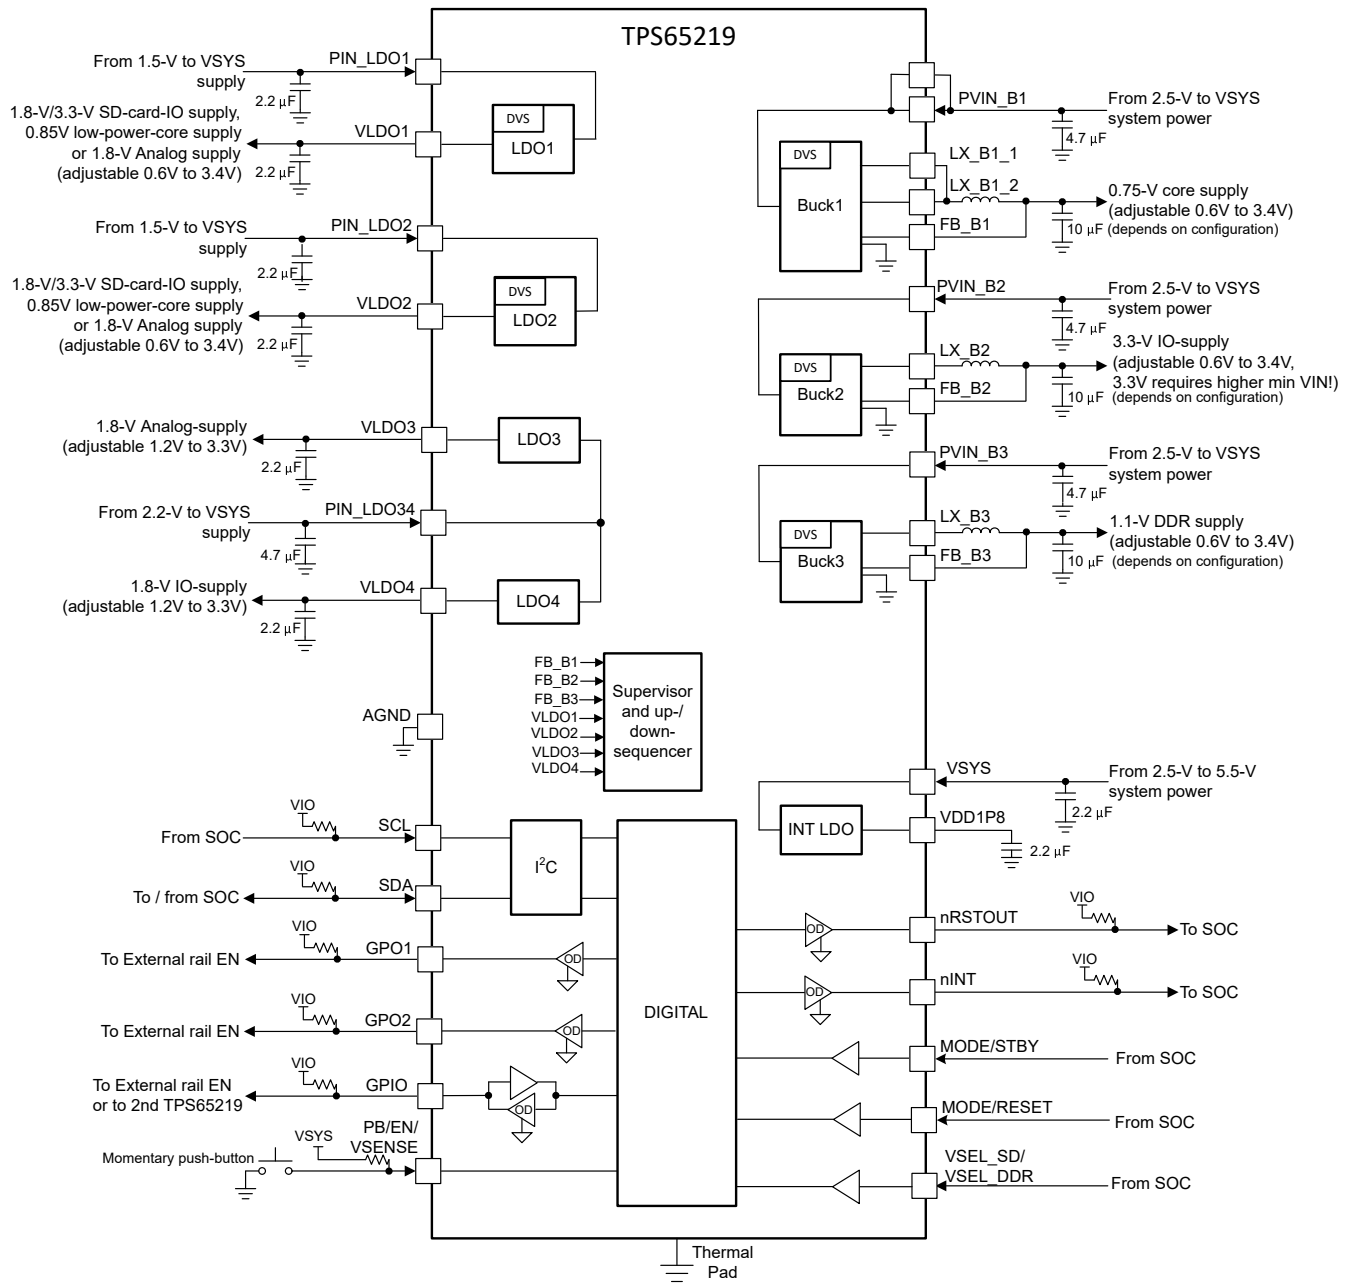 TPS65219
From 1.5-V to VSYS
supply
PIN_LDO1
2.2 µF
1.8-V/3.3-V SD-card-IO supply,
0.85V low-power-core supply
or 1.8-V Analog supply
(adjustable 0.6V to 3.4V)
VLDO1
2.2 µF
DVS
LDO1
From 1.5-V to VSYS
supply
PIN_LDO2
2.2 µF
1.8-V/3.3-V SD-card-IO supply,
0.85V low-power-core supply
or 1.8-V Analog supply
(adjustable 0.6V to 3.4V)
VLDO2
2.2 µF
DVS
LDO2
1.8-V Analog-supply
(adjustable 1.2V to 3.3V)
VLDO3
2.2 µF
LDO3
From 2.2-V to VSYS
supply
PIN_LDO34
4.7 µF
1.8-V IO-supply
(adjustable 1.2V to 3.3V)
VLDO4
2.2 µF
LDO4
PVIN_B1
From 2.5-V to VSYS
system power
4.7 µF
DVS
Buck1
LX_B1_1
LX_B1_2
FB_B1
0.75-V core supply
(adjustable 0.6V to 3.4V)
10 µF (depends on configuration)
PVIN_B2
From 2.5-V to VSYS
system power
4.7 µF
DVS
Buck2
LX_B2
FB_B2
3.3-V IO-supply
(adjustable 0.6V to 3.4V,
3.3V requires higher min VIN!)
10 µF (depends on configuration)
PVIN_B3
From 2.5-V to VSYS
system power
4.7 µF
DVS
Buck3
LX_B3
FB_B3
1.1-V DDR supply
(adjustable 0.6V to 3.4V)
10 µF (depends on configuration)
FB_B1
FB_B2
FB_B3
VLDO1
VLDO2
VLDO3
VLDO4
Supervisor
and up-/
down-
sequencer
AGND
VSYS
From 2.5-V to 5.5-V
system power
2.2 µF
INT LDO
VDD1P8
2.2 µF
From SOC
VIO
SCL
To / from SOC
VIO
SDA
I²C
To External rail EN
VIO
GPO1
OD
To External rail EN
VIO
GPO2
OD
To External rail EN
or to 2nd TPS65219
VIO
GPIO
OD
Momentary push-button
VSYS
PB/EN/
VSENSE
DIGITAL
OD
nRSTOUT
VIO
To SOC
OD
nINT
VIO
To SOC
MODE/STBY
From SOC
MODE/RESET
From SOC
VSEL_SD/
VSEL_DDR
From SOC
Thermal
Pad